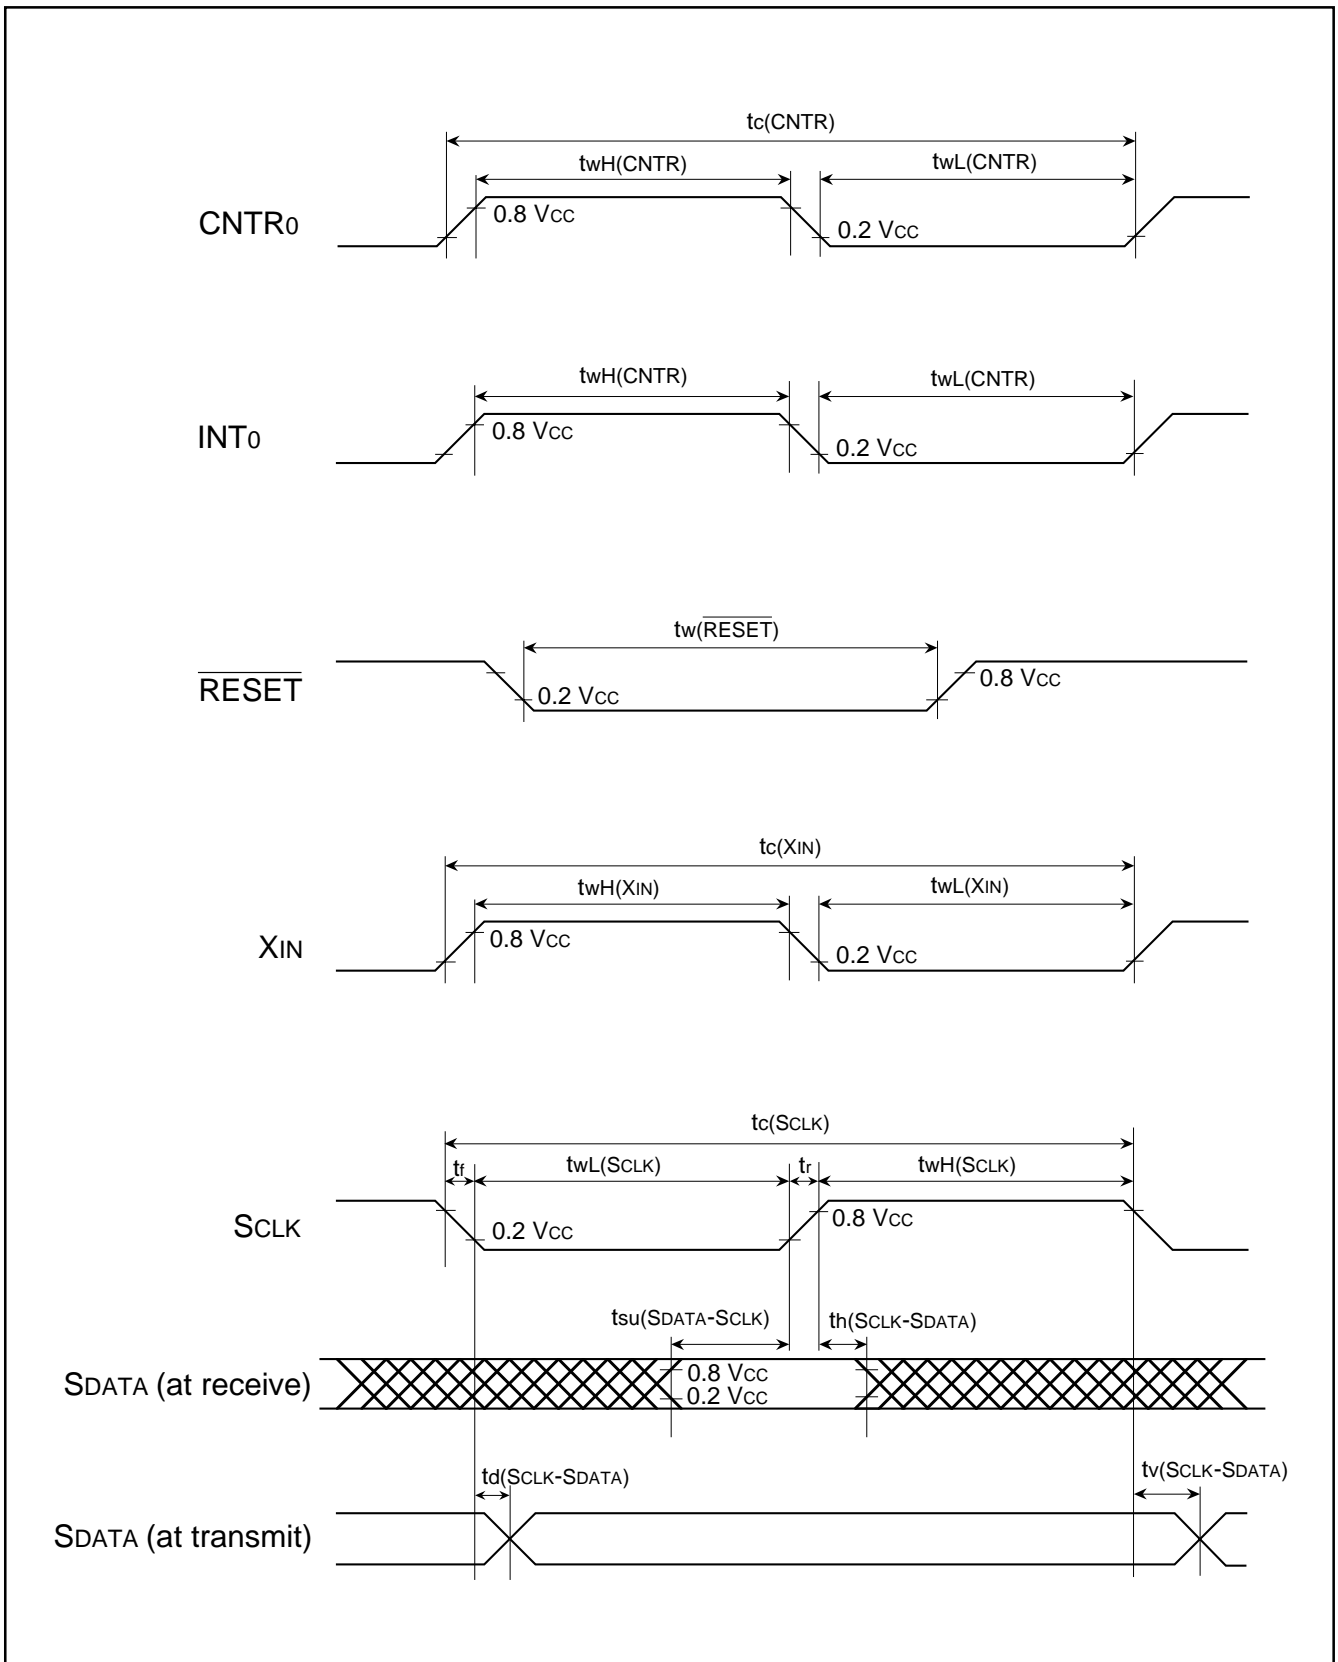 tc(CNTR)
twH(CNTR)
twL(CNTR)
CNTR0
0.8 VCC
0.2 VCC
twH(CNTR)
twL(CNTR)
INT0
0.8 VCC
0.2 VCC
tw(R̅E̅S̅E̅T̅)
R̅E̅S̅E̅T̅
0.2 VCC
0.8 VCC
tc(XIN)
twH(XIN)
twL(XIN)
XIN
0.8 VCC
0.2 VCC
tc(SCLK)
tf
twL(SCLK)
tr
twH(SCLK)
SCLK
0.2 VCC
0.8 VCC
tsu(SDATA-SCLK)
th(SCLK-SDATA)
SDATA (at receive)
0.8 VCC
0.2 VCC
td(SCLK-SDATA)
tv(SCLK-SDATA)
SDATA (at transmit)